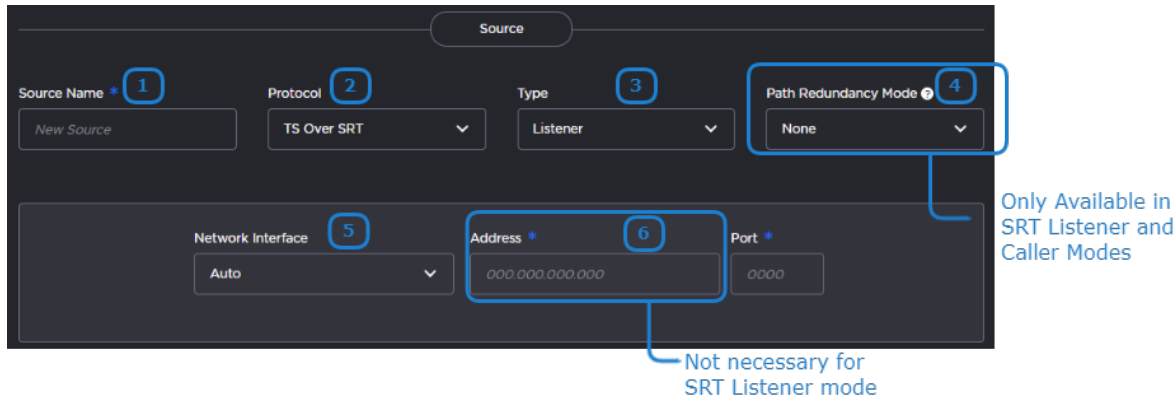 Source
Source Name * 1
Protocol 2
Type 3
Path Redundancy Mode ? 4
New Source
TS Over SRT
Listener
None
Only Available in
SRT Listener and
Caller Modes
Network Interface 5
Address * 6
Port *
Auto
000.000.000.000
0000
Not necessary for
SRT Listener mode